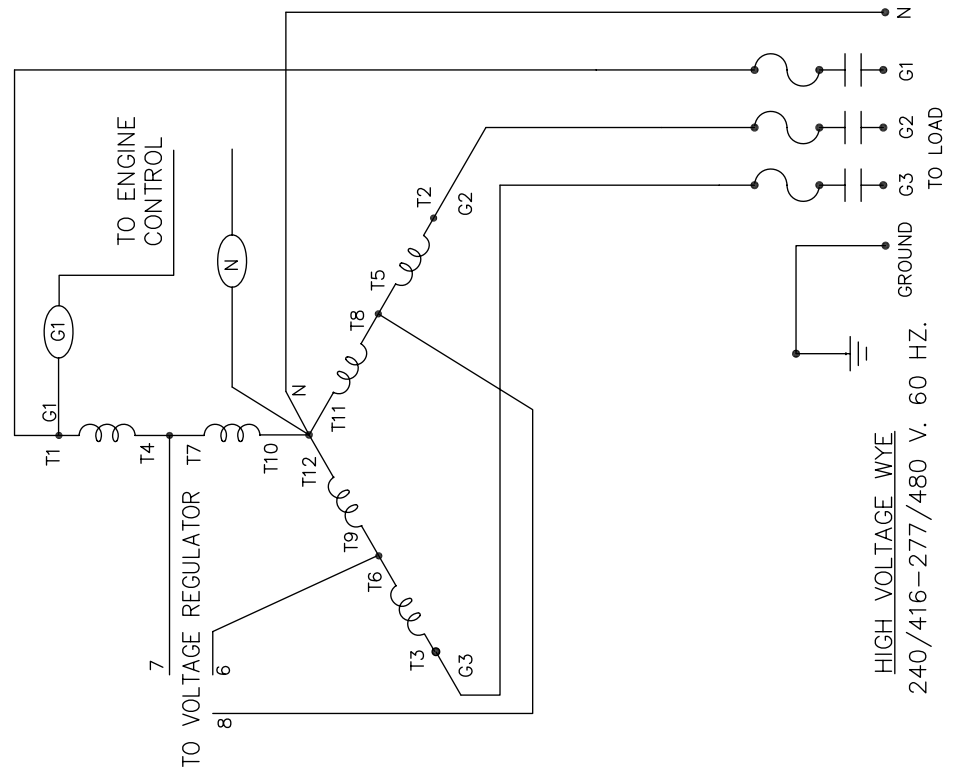 N
G1
G2
G3
TO LOAD
GROUND
TO ENGINE
CONTROL
G1
N
G1
T1
T4
T7
T10
T12
N
T11
T8
T5
T2
G2
T9
T6
T3
G3
TO VOLTAGE REGULATOR
7
6
8
HIGH VOLTAGE WYE
240/416-277/480 V. 60 HZ.